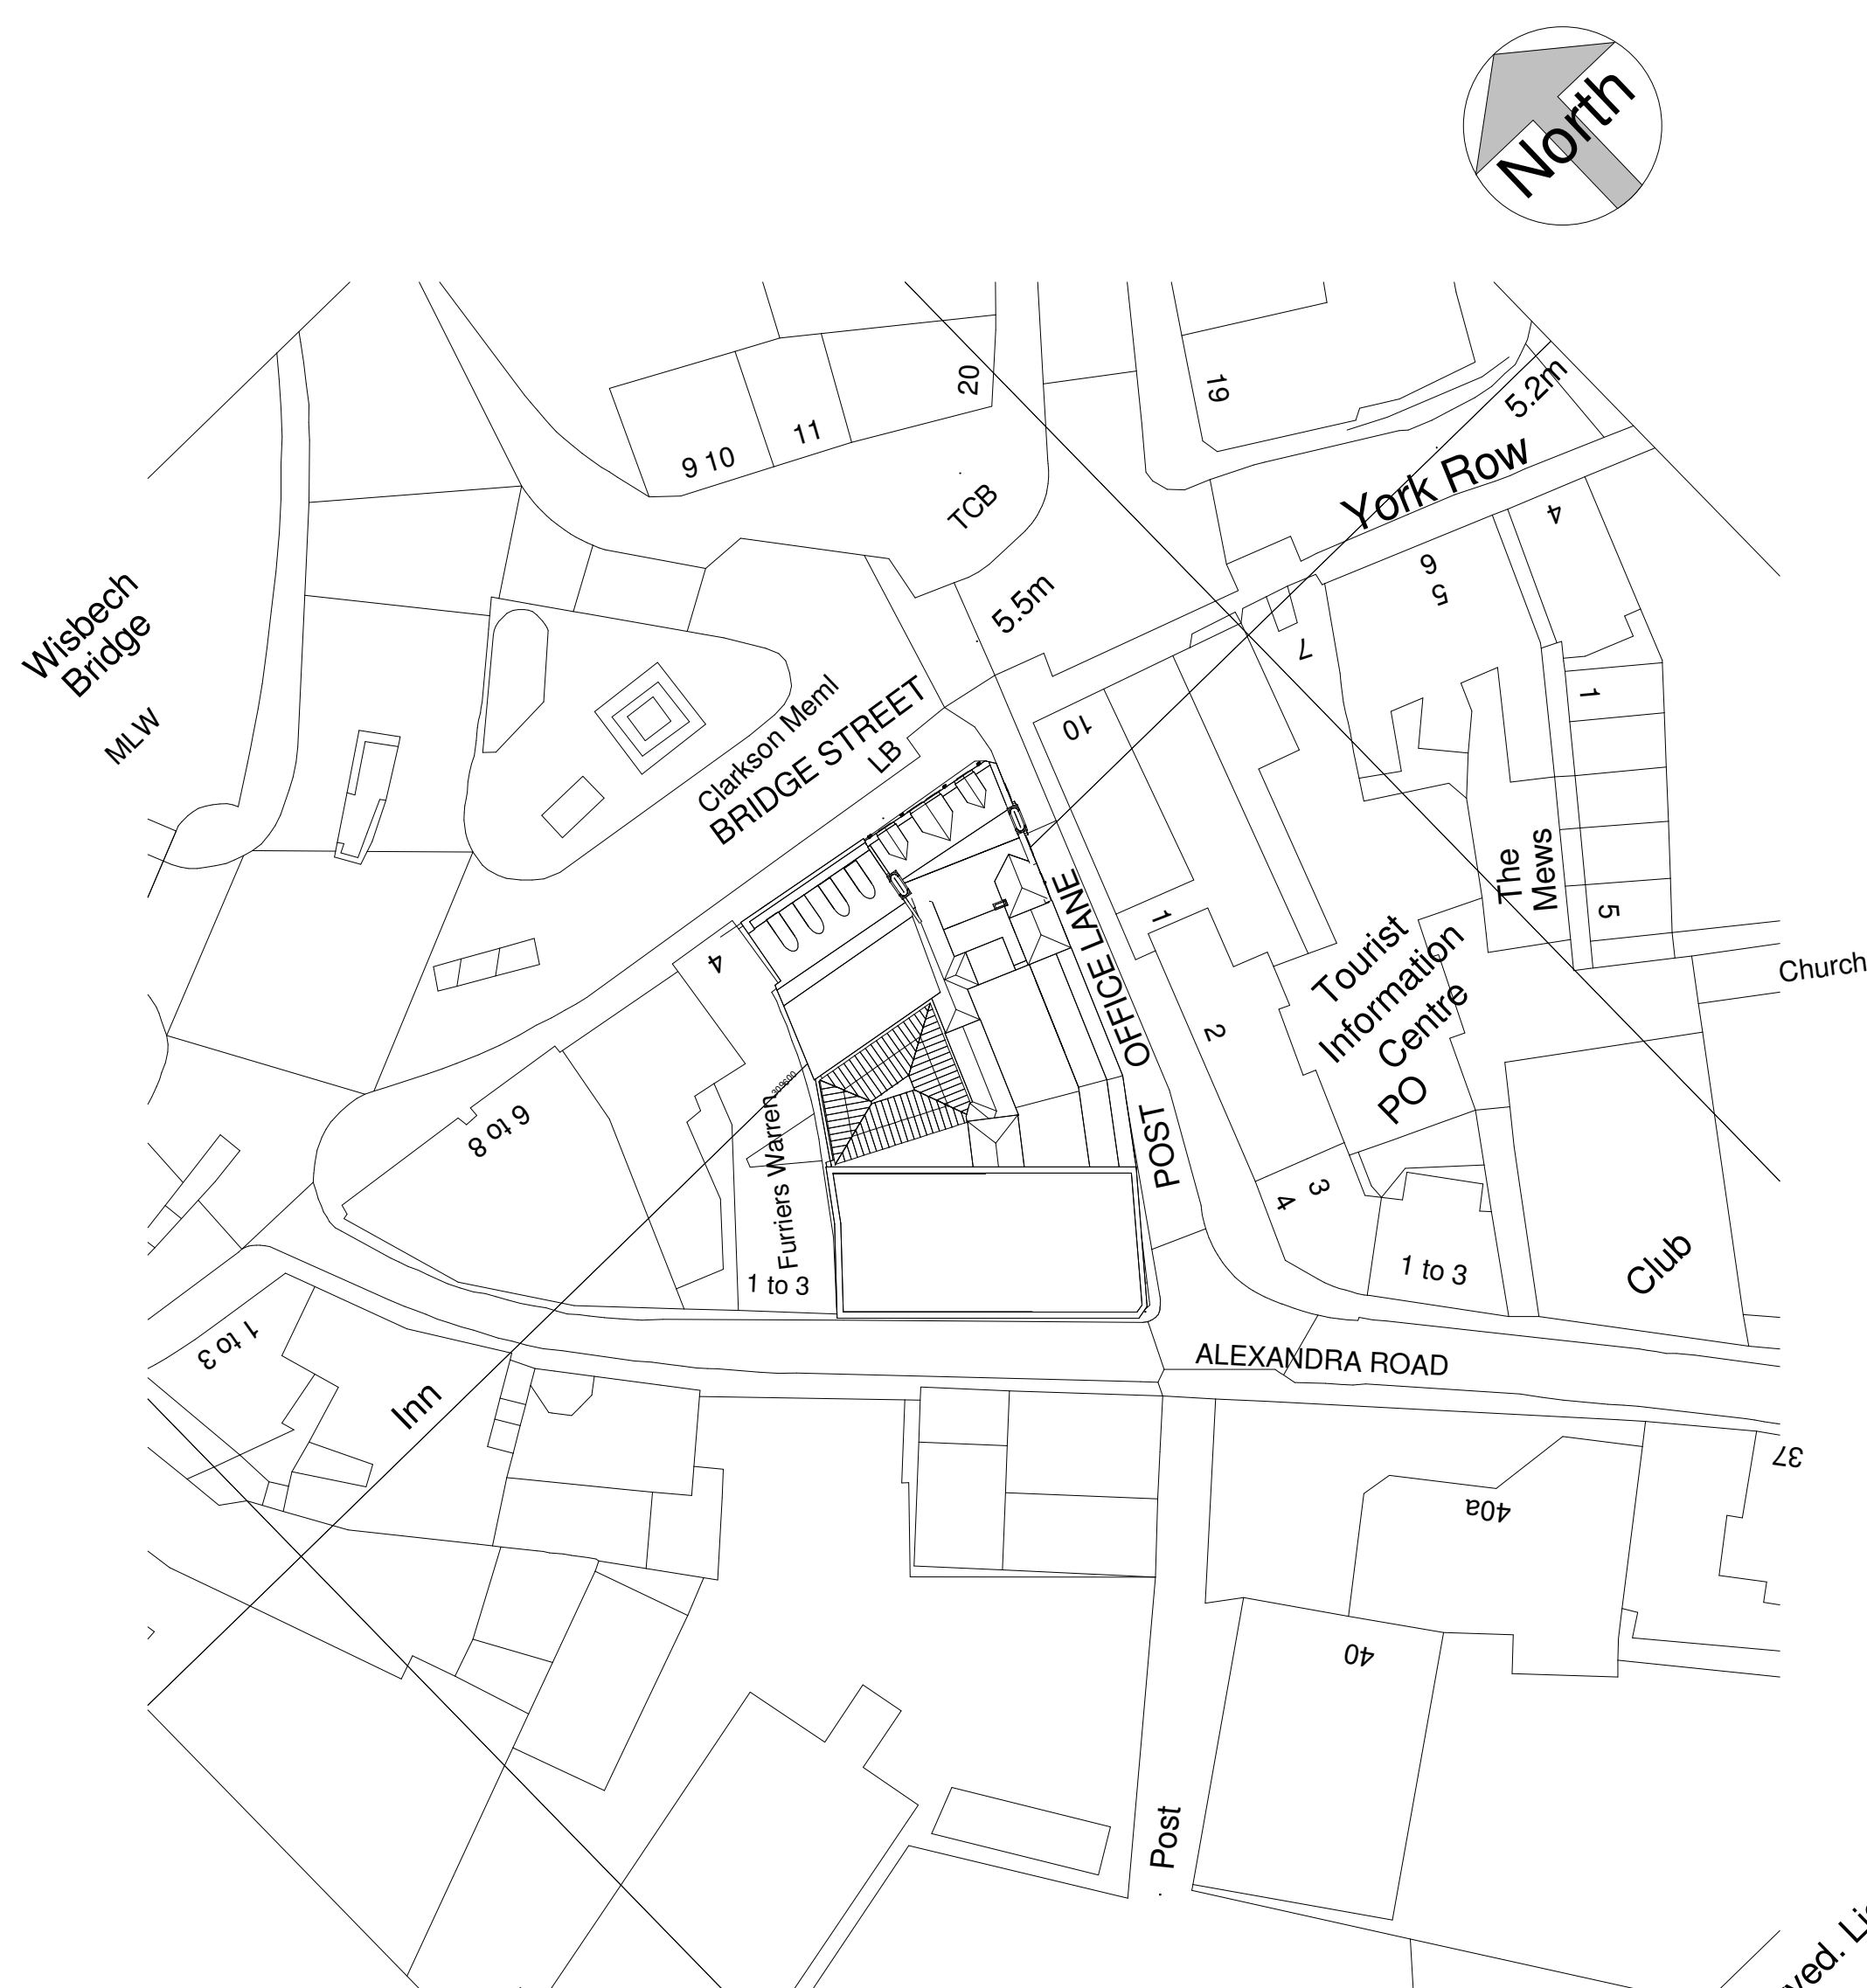 North
20
19
11
9 10
5.2m
York Row
TCB
4
6
5
5.5m
Wisbech
Bridge
7
MLW
Clarkson Meml
BRIDGE STREET
LB
10
1
The
Mews
5
1
4
Tourist
Information
Centre
PO
Church
2
POST OFFICE LANE
6 to 8
Furriers Warren
3
4
1 to 3
1 to 3
Club
1 to 3
ALEXANDRA ROAD
Inn
37
40a
40
Post